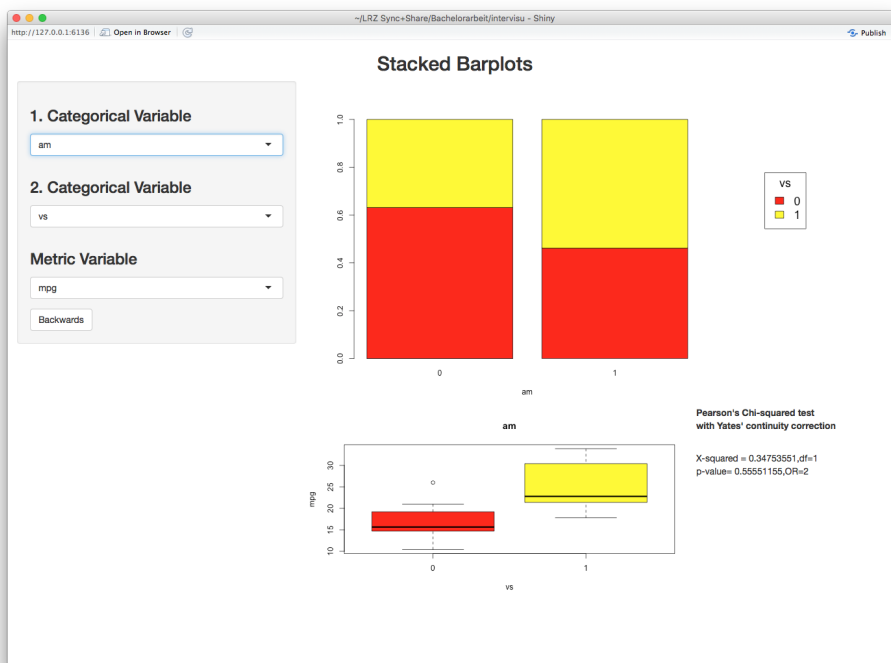 ~/LRZ Sync+Share/Bachelorarbeit/intervisu - Shiny
http://127.0.0.1:6136 Open in Browser Publish
Stacked Barplots
1. Categorical Variable
am
2. Categorical Variable
vs
Metric Variable
mpg
Backwards
1.0
0.8
0.6
0.4
0.2
0.0
0 1
am
vs
0
1
am
mpg
30
25
20
15
10
0 1
vs
Pearson's Chi-squared test
with Yates' continuity correction
X-squared = 0.34753551,df=1
p-value= 0.55551155,OR=2